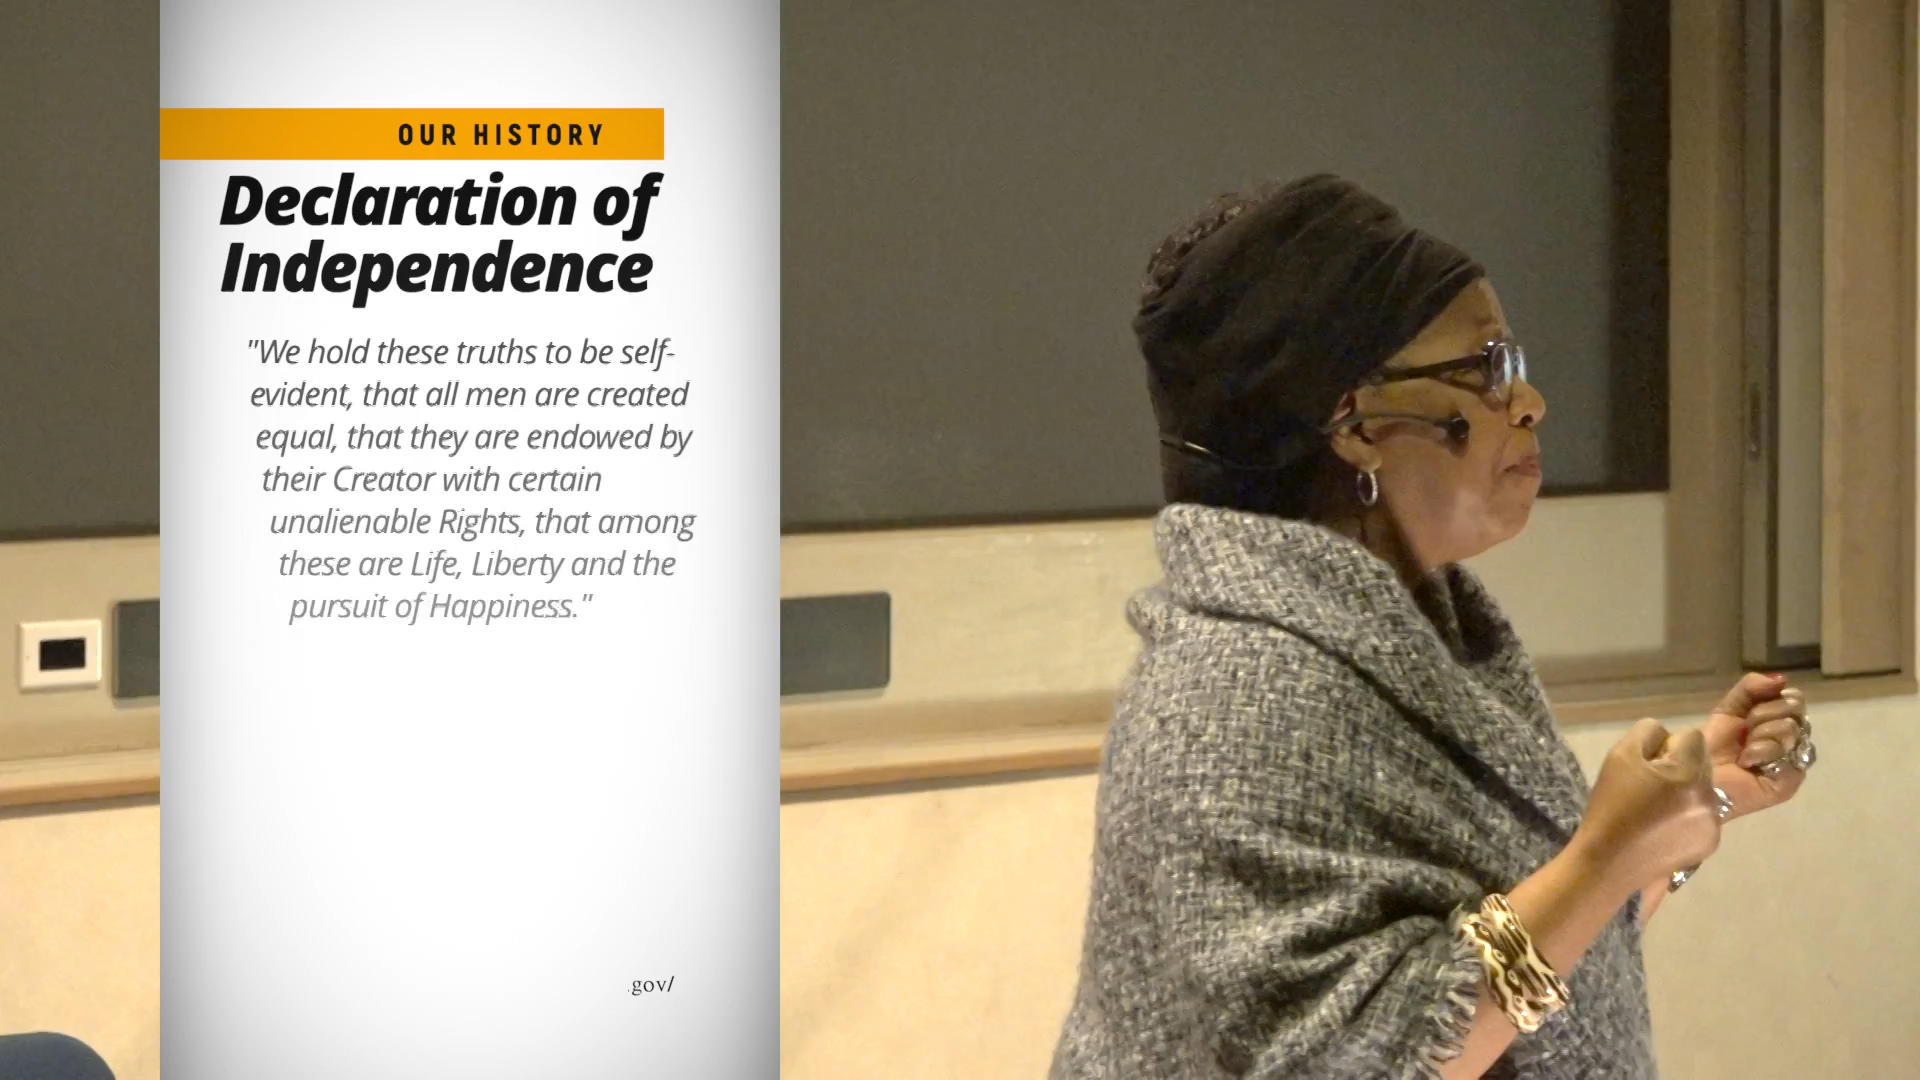 OUR HISTORY
Declaration of
Independence
"We hold these truths to be self-
evident, that all men are created
equal, that they are endowed by
their Creator with certain
unalienable Rights, that among
these are Life, Liberty and the
pursuit of Happiness."
.gov/